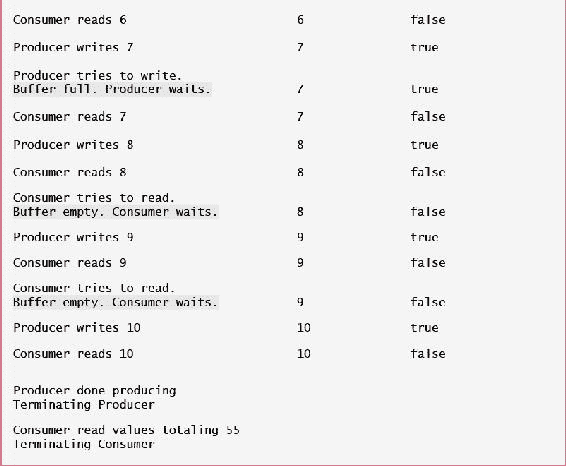 Consumer reads 6 6 false
Producer writes 7 7 true
Producer tries to write.
Buffer full. Producer waits. 7 true
Consumer reads 7 7 false
Producer writes 8 8 true
Consumer reads 8 8 false
Consumer tries to read.
Buffer empty. Consumer waits. 8 false
Producer writes 9 9 true
Consumer reads 9 9 false
Consumer tries to read.
Buffer empty. Consumer waits. 9 false
Producer writes 10 10 true
Consumer reads 10 10 false
Producer done producing
Terminating Producer
Consumer read values totaling 55
Terminating Consumer